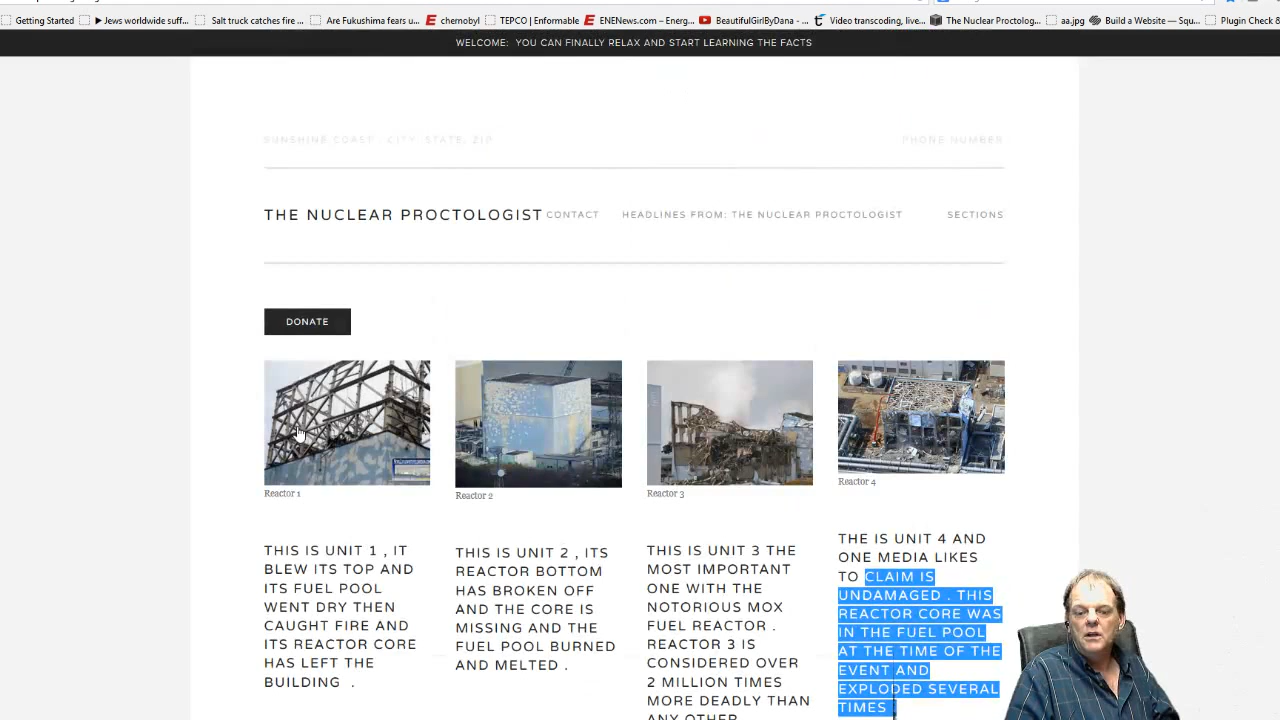 Getting Started
Jews worldwide suff...
Salt truck catches fire ...
Are Fukushima fears u...
chernobyl
TEPCO | Enformable
ENENews.com – Energ...
BeautifulGirlByDana - ...
Video transcoding, live...
The Nuclear Proctolog...
aa.jpg
Build a Website — Squ...
Plugin Check &
WELCOME: YOU CAN FINALLY RELAX AND START LEARNING THE FACTS
SUNSHINE COAST , CITY, STATE, ZIP
PHONE NUMBER
THE NUCLEAR PROCTOLOGIST
CONTACT
HEADLINES FROM: THE NUCLEAR PROCTOLOGIST
SECTIONS
DONATE
Reactor 1
THIS IS UNIT 1 , IT
BLEW ITS TOP AND
ITS FUEL POOL
WENT DRY THEN
CAUGHT FIRE AND
ITS REACTOR CORE
HAS LEFT THE
BUILDING .
Reactor 2
THIS IS UNIT 2 , ITS
REACTOR BOTTOM
HAS BROKEN OFF
AND THE CORE IS
MISSING AND THE
FUEL POOL BURNED
AND MELTED .
Reactor 3
THIS IS UNIT 3 THE
MOST IMPORTANT
ONE WITH THE
NOTORIOUS MOX
FUEL REACTOR .
REACTOR 3 IS
CONSIDERED OVER
2 MILLION TIMES
MORE DEADLY THAN
ANY OTHER
Reactor 4
THE IS UNIT 4 AND
ONE MEDIA LIKES
TO CLAIM IS
UNDAMAGED . THIS
REACTOR CORE WAS
IN THE FUEL POOL
AT THE TIME OF THE
EVENT AND
EXPLODED SEVERAL
TIMES